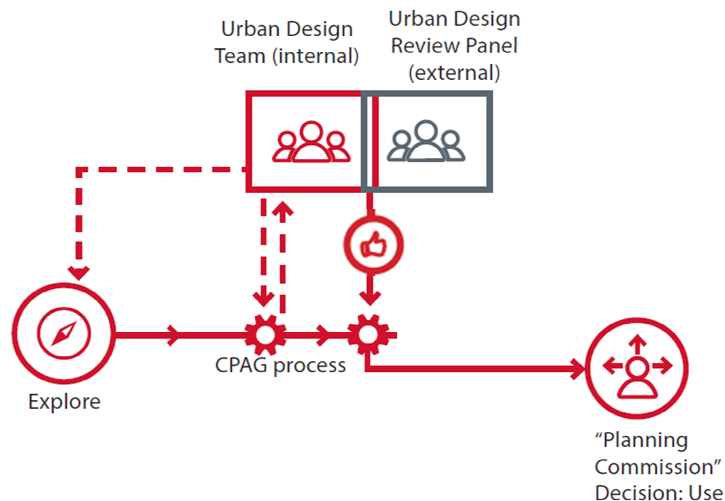 Urban Design
Team (internal)
Urban Design
Review Panel
(external)
CPAG process
Explore
“Planning
Commission”
Decision: Use